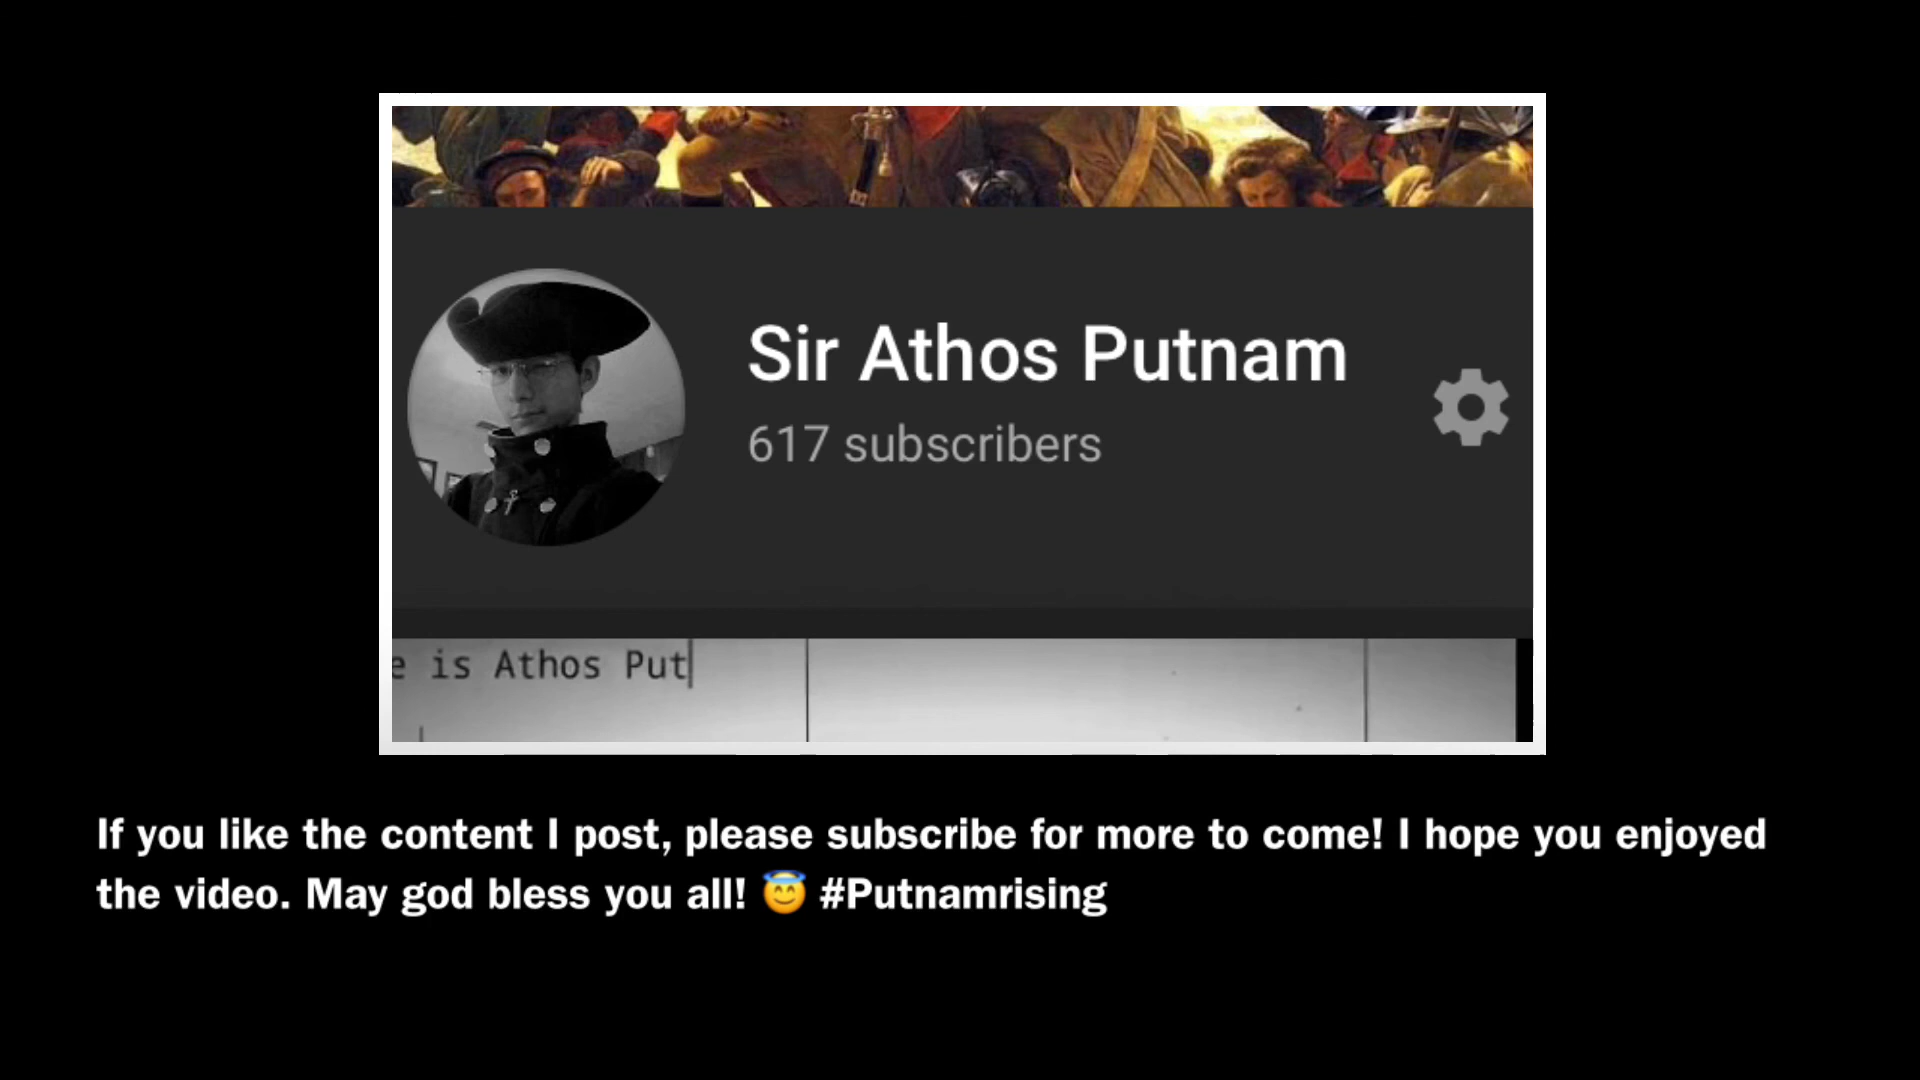 Sir Athos Putnam
617 subscribers
e is Athos Put
If you like the content I post, please subscribe for more to come! I hope you enjoyed
the video. May god bless you all! 😇 #Putnamrising